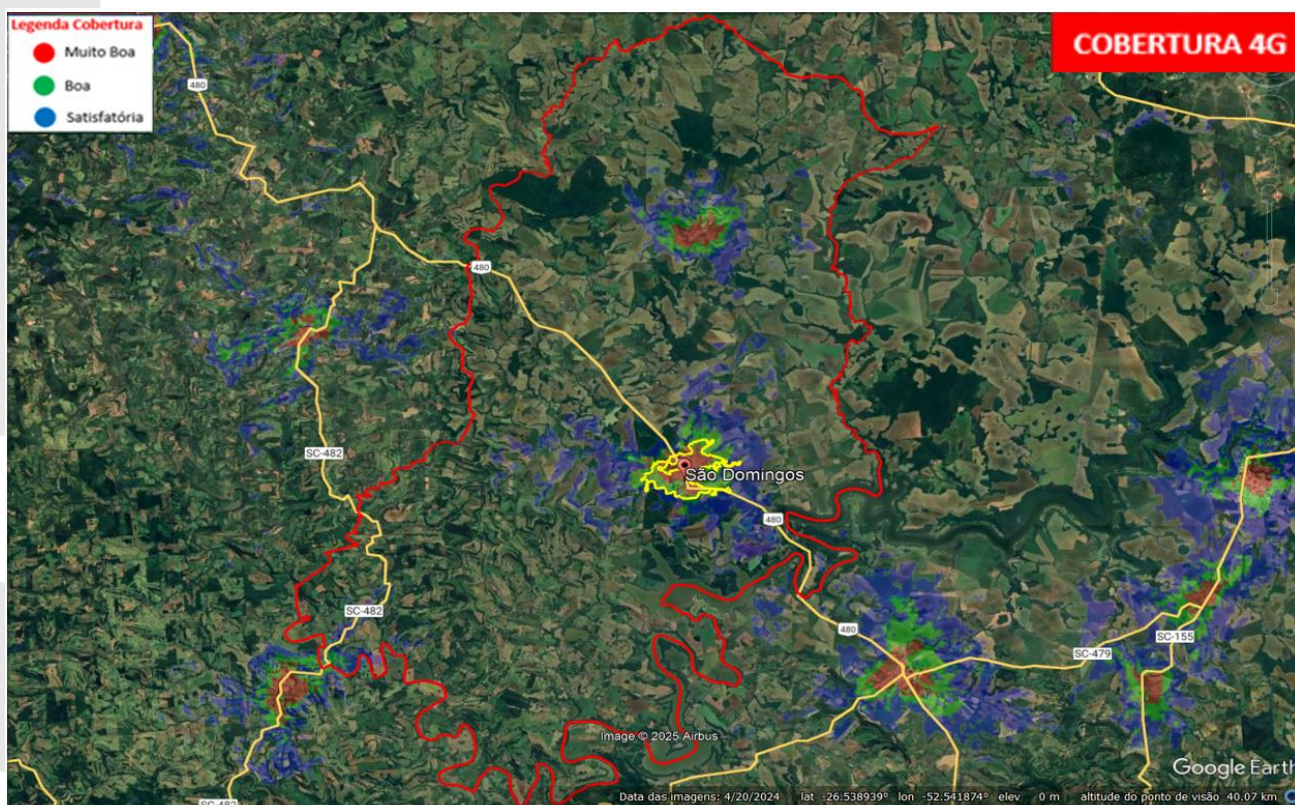 Legenda Cobertura
Muito Boa
Boa
Satisfatória
COBERTURA 4G
480
480
SC-482
São Domingos
480
SC-482
480
SC-155
SC-479
Image © 2025 Airbus
Google Earth
Data das imagens: 4/20/2024 lat -26.538939° lon -52.541874° elev 0 m altitude do ponto de visão 40.07 km